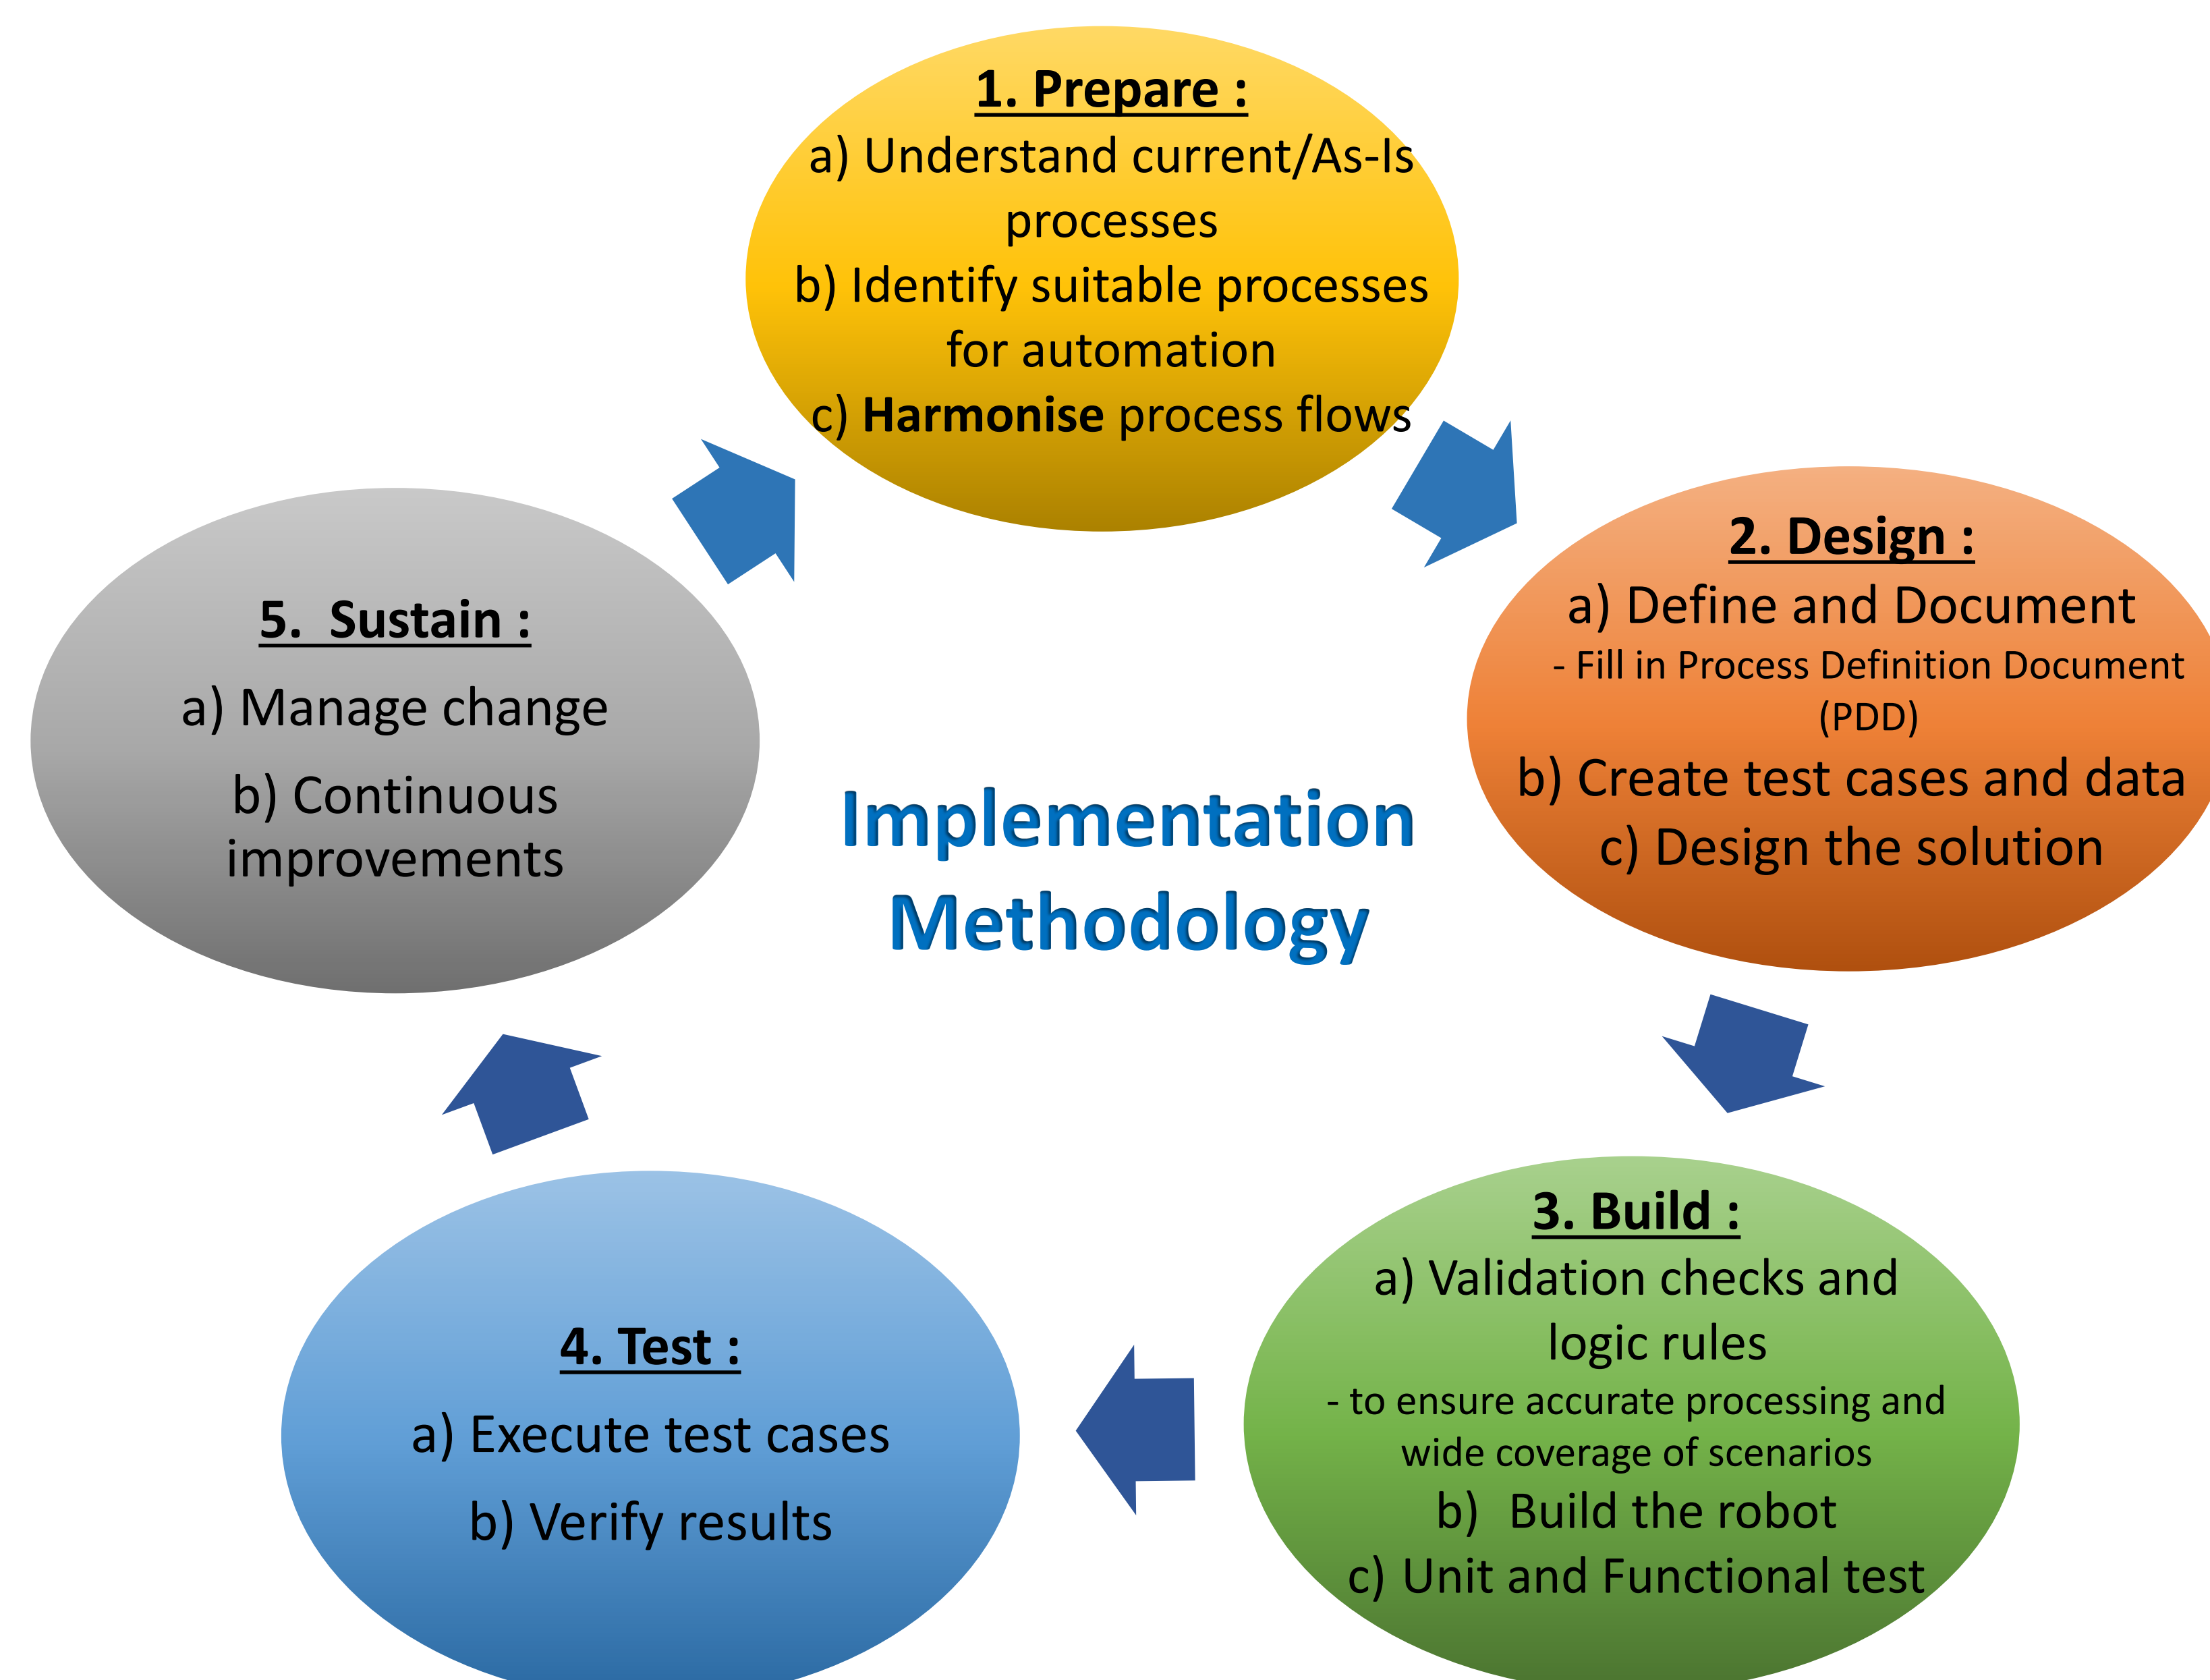 1. Prepare :
a) Understand current/As-Is
processes
b) Identify suitable processes
for automation
c) Harmonise process flows
2. Design :
a) Define and Document
- Fill in Process Definition Document
(PDD)
b) Create test cases and data
c) Design the solution
3. Build :
a) Validation checks and
logic rules
- to ensure accurate processing and
wide coverage of scenarios
b) Build the robot
c) Unit and Functional test
4. Test :
a) Execute test cases
b) Verify results
5. Sustain :
a) Manage change
b) Continuous
improvements
Implementation
Methodology